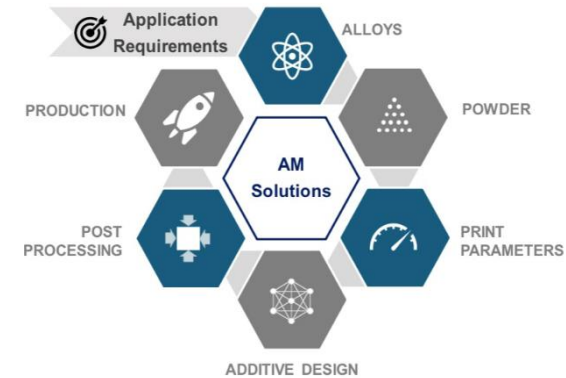 Application
Requirements
ALLOYS
POWDER
PRINT
PARAMETERS
ADDITIVE DESIGN
POST
PROCESSING
PRODUCTION
AM
Solutions